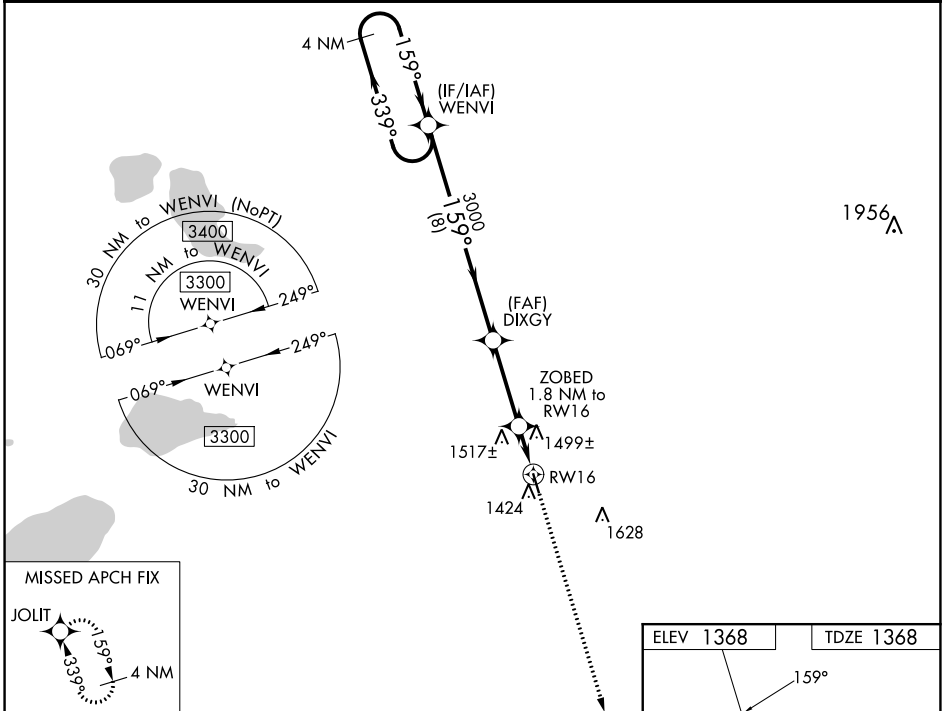 4 NM
159°
339°
(IF/IAF)
WENVI
3000
159°
(8)
1956
30 NM to WENVI (NoPT)
3400
11 NM to WENVI
3300
WENVI
249°
069°
249°
069°
WENVI
3300
30 NM to WENVI
(FAF)
DIXGY
ZOBED
1.8 NM to
RW16
1517±
1499±
RW16
1424
1628
MISSED APCH FIX
JOLIT
159°
339°
4 NM
ELEV 1368
TDZE 1368
159°